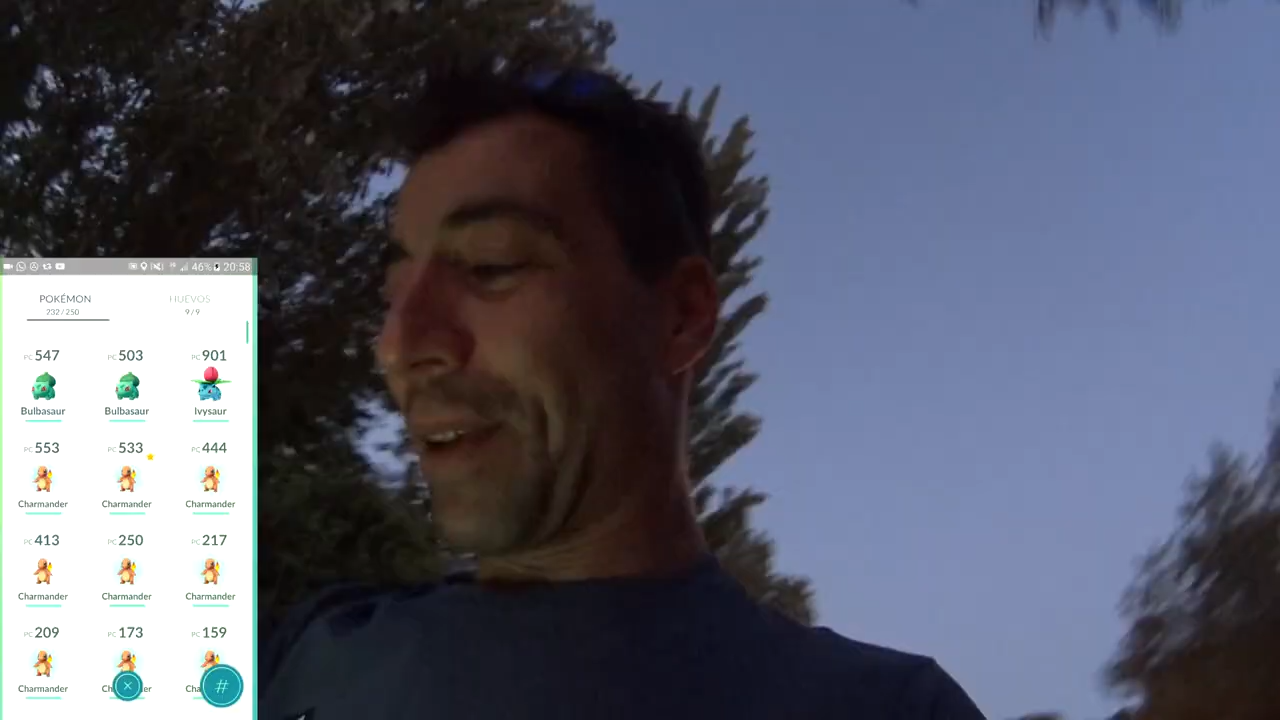 46% 20:58
POKÉMON HUEVOS
232 / 250 9 / 9
PC 547 PC 503 PC 901
Bulbasaur Bulbasaur Ivysaur
PC 553 PC 533 PC 444
Charmander Charmander Charmander
PC 413 PC 250 PC 217
Charmander Charmander Charmander
PC 209 PC 173 PC 159
Charmander
#